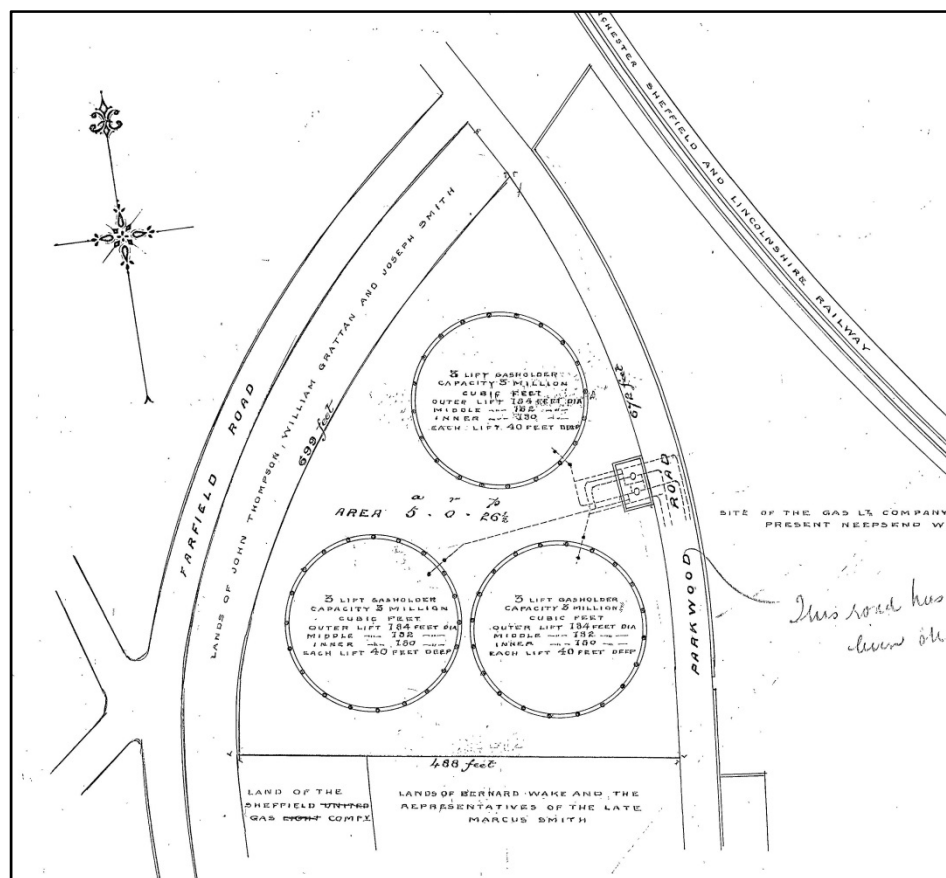 CHESTER SHEFFIELD AND LINCOLNSHIRE RAILWAY
FARFIELD ROAD
LANDS OF JOHN THOMPSON, WILLIAM GRATTAN AND JOSEPH SMITH
699 feet
3 LIFT GASHOLDER
CAPACITY 3 MILLION
CUBIC FEET
OUTER LIFT 184 FEET DIA
MIDDLE — 182 —
INNER — 180 —
EACH LIFT 40 FEET DEEP
672 feet
PARKWOOD ROAD
a r p
AREA 5 . 0 . 26½
SITE OF THE GAS LT COMPANY
PRESENT NEEPSEND W
This road has
3 LIFT GASHOLDER
CAPACITY 3 MILLION
CUBIC FEET
OUTER LIFT 184 FEET DIA
MIDDLE — 182 —
INNER — 180 —
EACH LIFT 40 FEET DEEP
3 LIFT GASHOLDER
CAPACITY 3 MILLION
CUBIC FEET
OUTER LIFT 184 FEET DIA
MIDDLE — 182 —
INNER — 180 —
EACH LIFT 40 FEET DEEP
488 feet
LAND OF THE
SHEFFIELD UNITED
GAS LIGHT COMPY
LANDS OF BERNARD WAKE AND THE
REPRESENTATIVES OF THE LATE
MARCUS SMITH